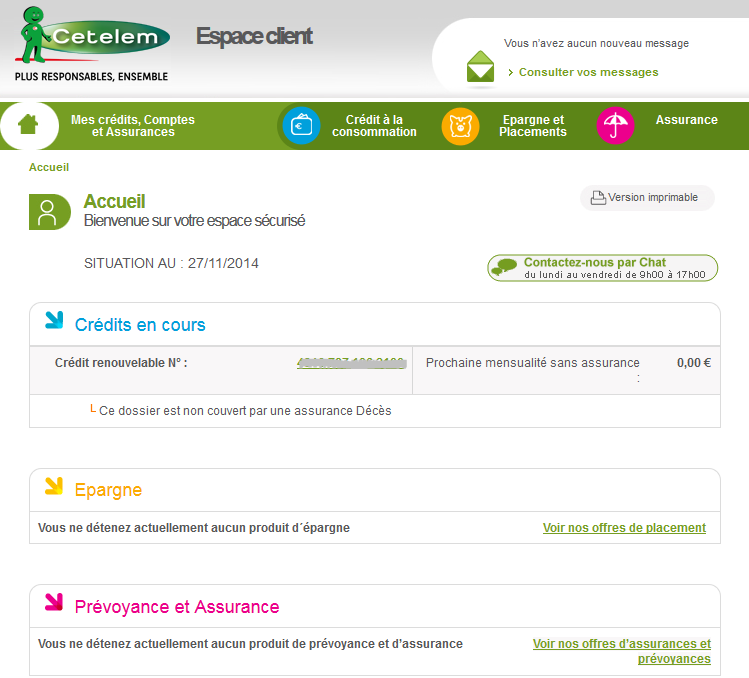 Cetelem
PLUS RESPONSABLES, ENSEMBLE
Espace client
Vous n'avez aucun nouveau message
Consulter vos messages
Mes crédits, Comptes
et Assurances
Crédit à la
consommation
Epargne et
Placements
Assurance
Accueil
Accueil
Bienvenue sur votre espace sécurisé
Version imprimable
SITUATION AU : 27/11/2014
Contactez-nous par Chat
du lundi au vendredi de 9h00 à 17h00
Crédits en cours
Crédit renouvelable N° :
Prochaine mensualité sans assurance
:
0,00 €
Ce dossier est non couvert par une assurance Décès
Epargne
Vous ne détenez actuellement aucun produit d´épargne
Voir nos offres de placement
Prévoyance et Assurance
Vous ne détenez actuellement aucun produit de prévoyance et d'assurance
Voir nos offres d'assurances et
prévoyances